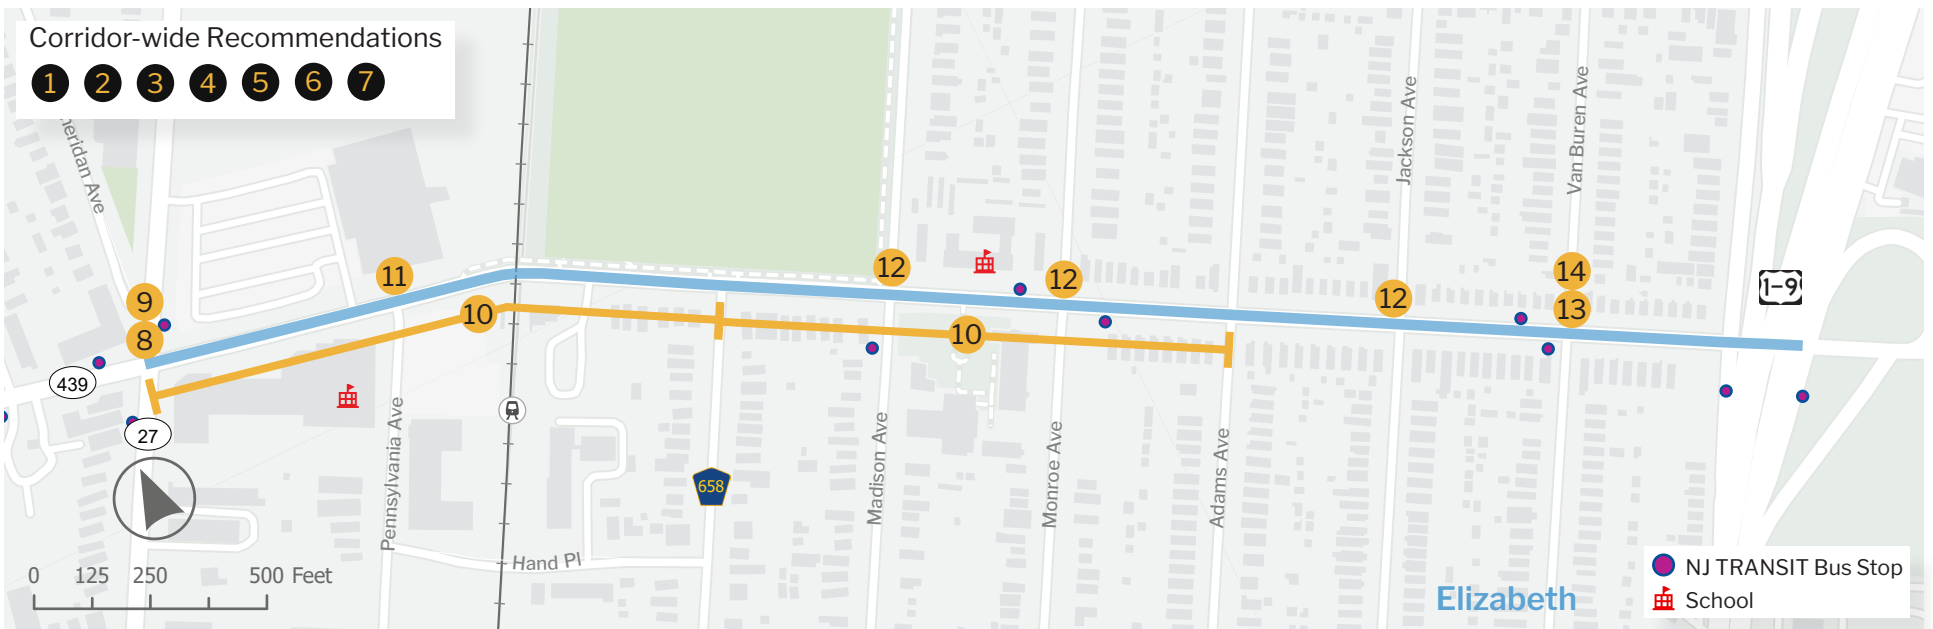 Corridor-wide Recommendations
1 2 3 4 5 6 7
eridan Ave
Jackson Ave
Van Buren Ave
9
8
11
10
12
12
12
14
13
1-9
10
439
27
Pennsylvania Ave
658
Madison Ave
Monroe Ave
Adams Ave
Hand Pl
0 125 250 500 Feet
Elizabeth
NJ TRANSIT Bus Stop
School